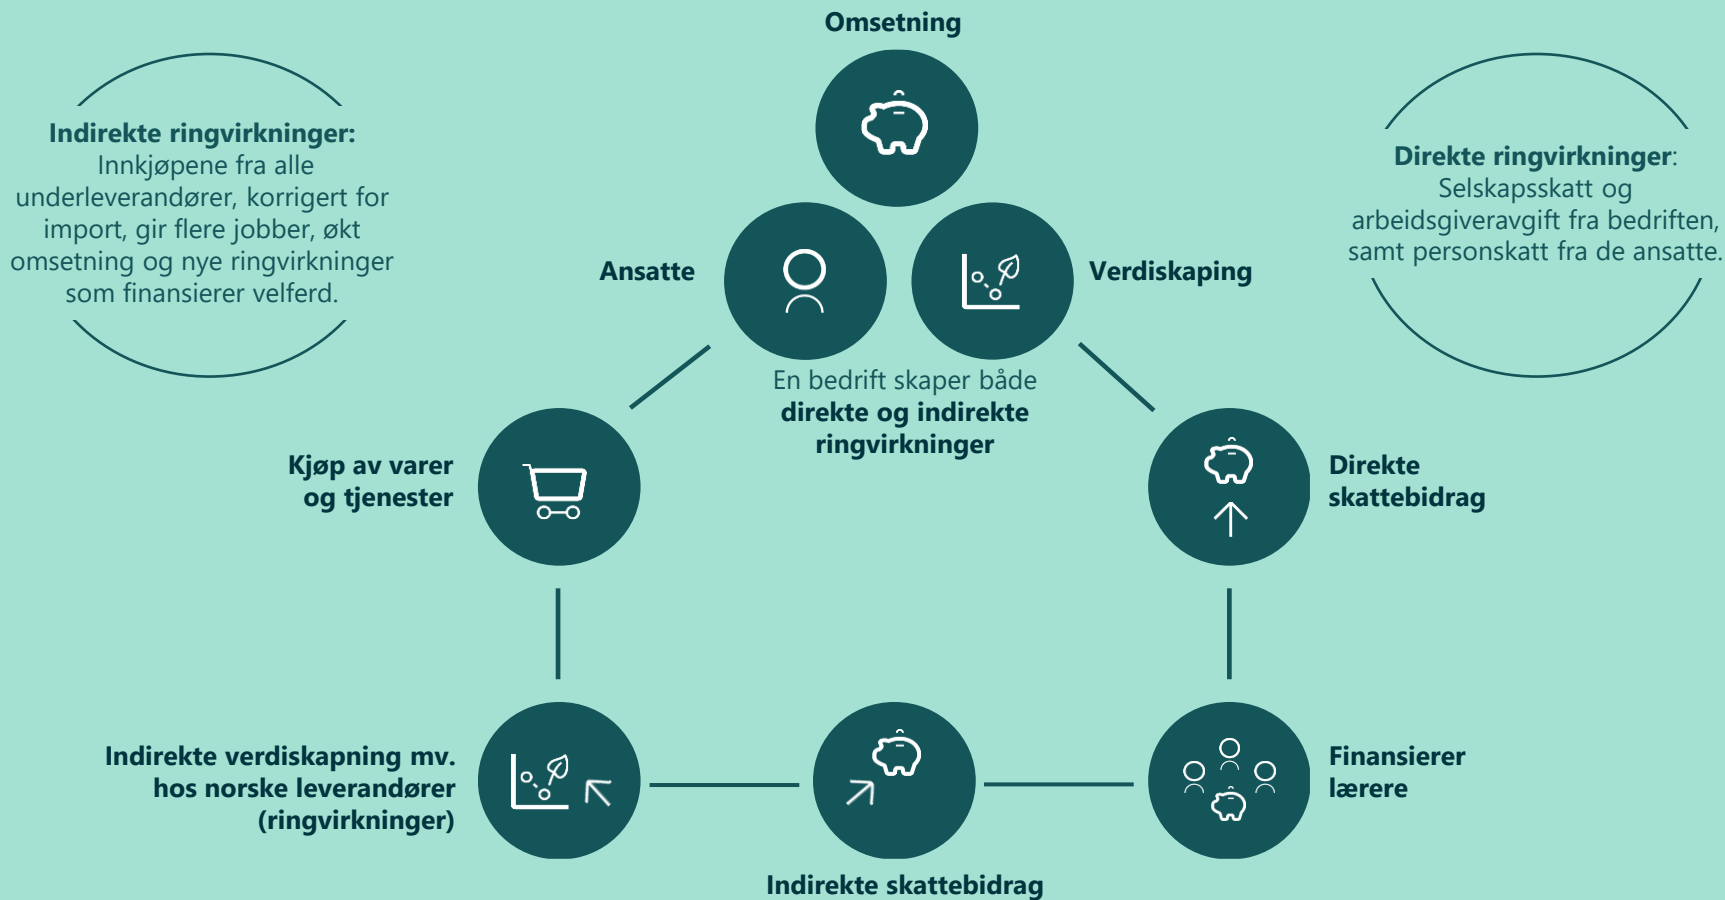 Omsetning
Indirekte ringvirkninger:
Innkjøpene fra alle
underleverandører, korrigert for
import, gir flere jobber, økt
omsetning og nye ringvirkninger
som finansierer velferd.
Direkte ringvirkninger:
Selskapsskatt og
arbeidsgiveravgift fra bedriften,
samt personskatt fra de ansatte.
Ansatte
Verdiskaping
En bedrift skaper både
direkte og indirekte
ringvirkninger
Kjøp av varer
og tjenester
Direkte
skattebidrag
Indirekte verdiskapning mv.
hos norske leverandører
(ringvirkninger)
Finansierer
lærere
Indirekte skattebidrag